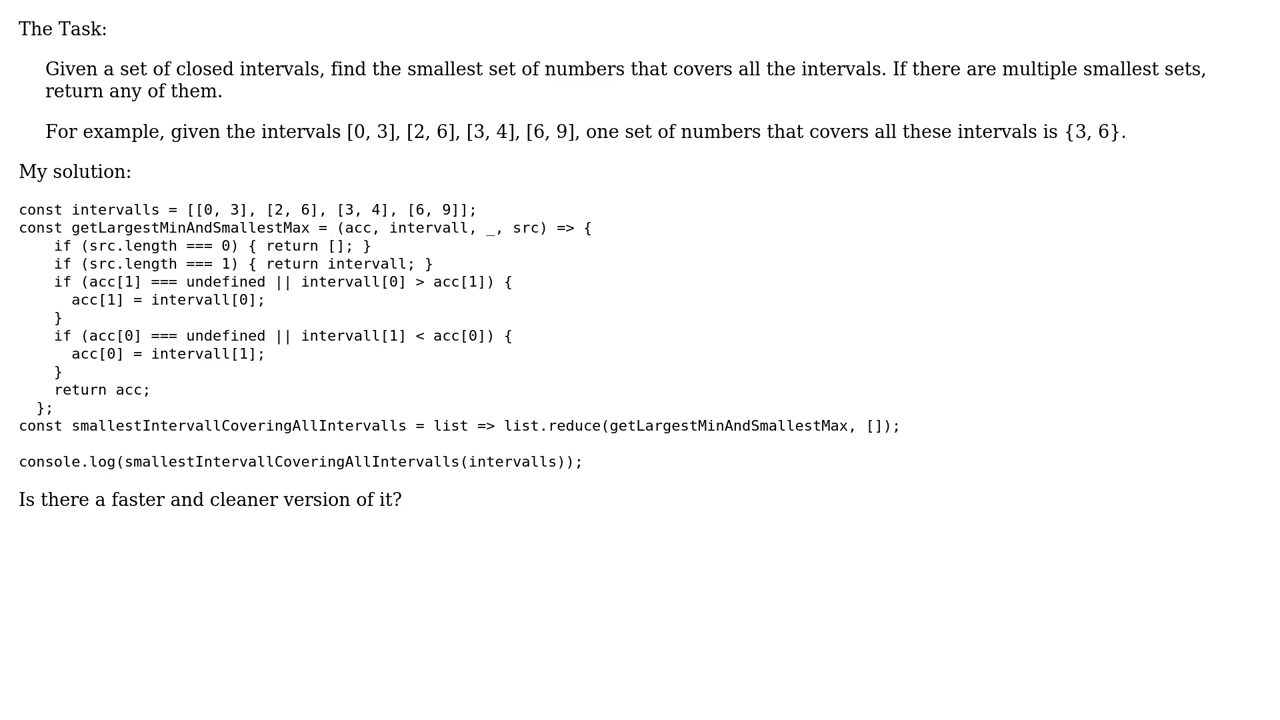 The Task:
Given a set of closed intervals, find the smallest set of numbers that covers all the intervals. If there are multiple smallest sets,
return any of them.
For example, given the intervals [0, 3], [2, 6], [3, 4], [6, 9], one set of numbers that covers all these intervals is {3, 6}.
My solution:
const intervalls = [[0, 3], [2, 6], [3, 4], [6, 9]];
const getLargestMinAndSmallestMax = (acc, intervall, _, src) => {
    if (src.length === 0) { return []; }
    if (src.length === 1) { return intervall; }
    if (acc[1] === undefined || intervall[0] > acc[1]) {
      acc[1] = intervall[0];
    }
    if (acc[0] === undefined || intervall[1] < acc[0]) {
      acc[0] = intervall[1];
    }
    return acc;
  };
const smallestIntervallCoveringAllIntervalls = list => list.reduce(getLargestMinAndSmallestMax, []);
console.log(smallestIntervallCoveringAllIntervalls(intervalls));
Is there a faster and cleaner version of it?